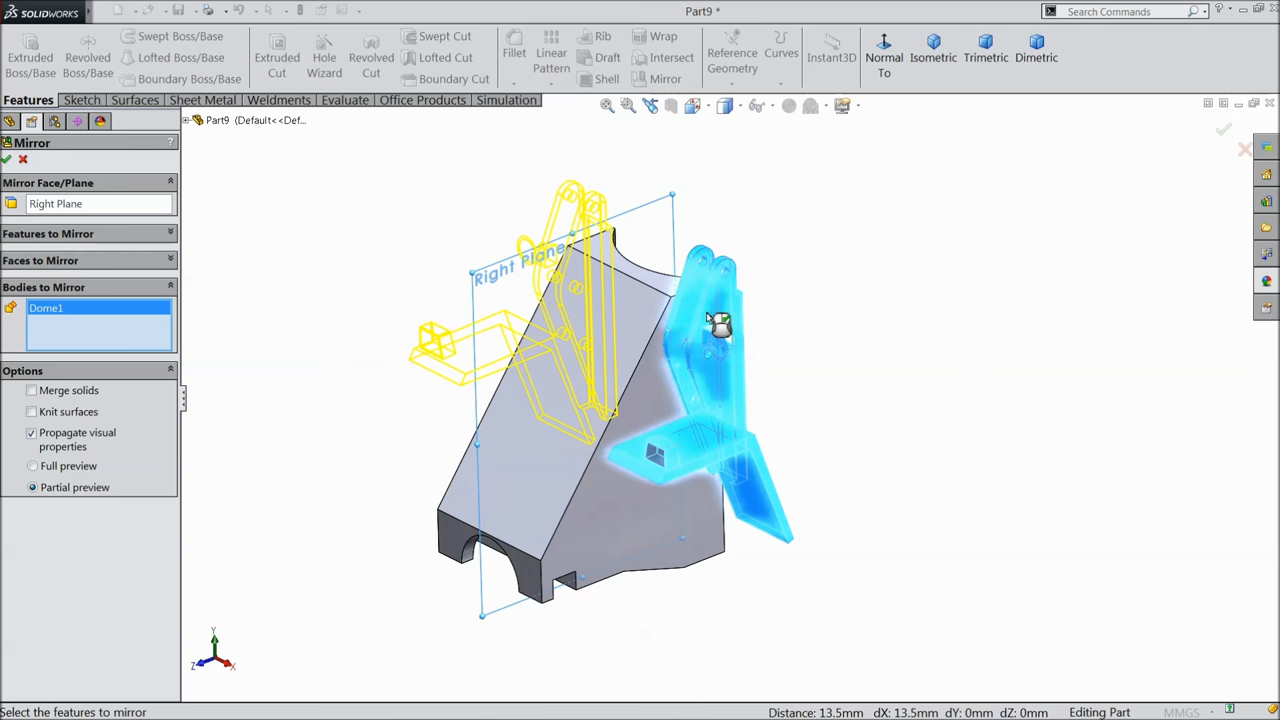 SOLIDWORKS
Part9 *
Search Commands
Extruded Boss/Base
Revolved Boss/Base
Swept Boss/Base
Lofted Boss/Base
Boundary Boss/Base
Extruded Cut
Hole Wizard
Revolved Cut
Swept Cut
Lofted Cut
Boundary Cut
Fillet
Linear Pattern
Rib
Draft
Shell
Wrap
Intersect
Mirror
Reference Geometry
Curves
Instant3D
Normal To
Isometric
Trimetric
Dimetric
Features
Sketch
Surfaces
Sheet Metal
Weldments
Evaluate
Office Products
Simulation
Part9 (Default<<Def...
Mirror
?
Mirror Face/Plane
Right Plane
Features to Mirror
Faces to Mirror
Bodies to Mirror
Dome1
Options
Merge solids
Knit surfaces
Propagate visual
properties
Full preview
Partial preview
Right Plane
Y
Z
X
Select the features to mirror
Distance: 13.5mm dX: 13.5mm dY: 0mm dZ: 0mm
Editing Part
MMGS